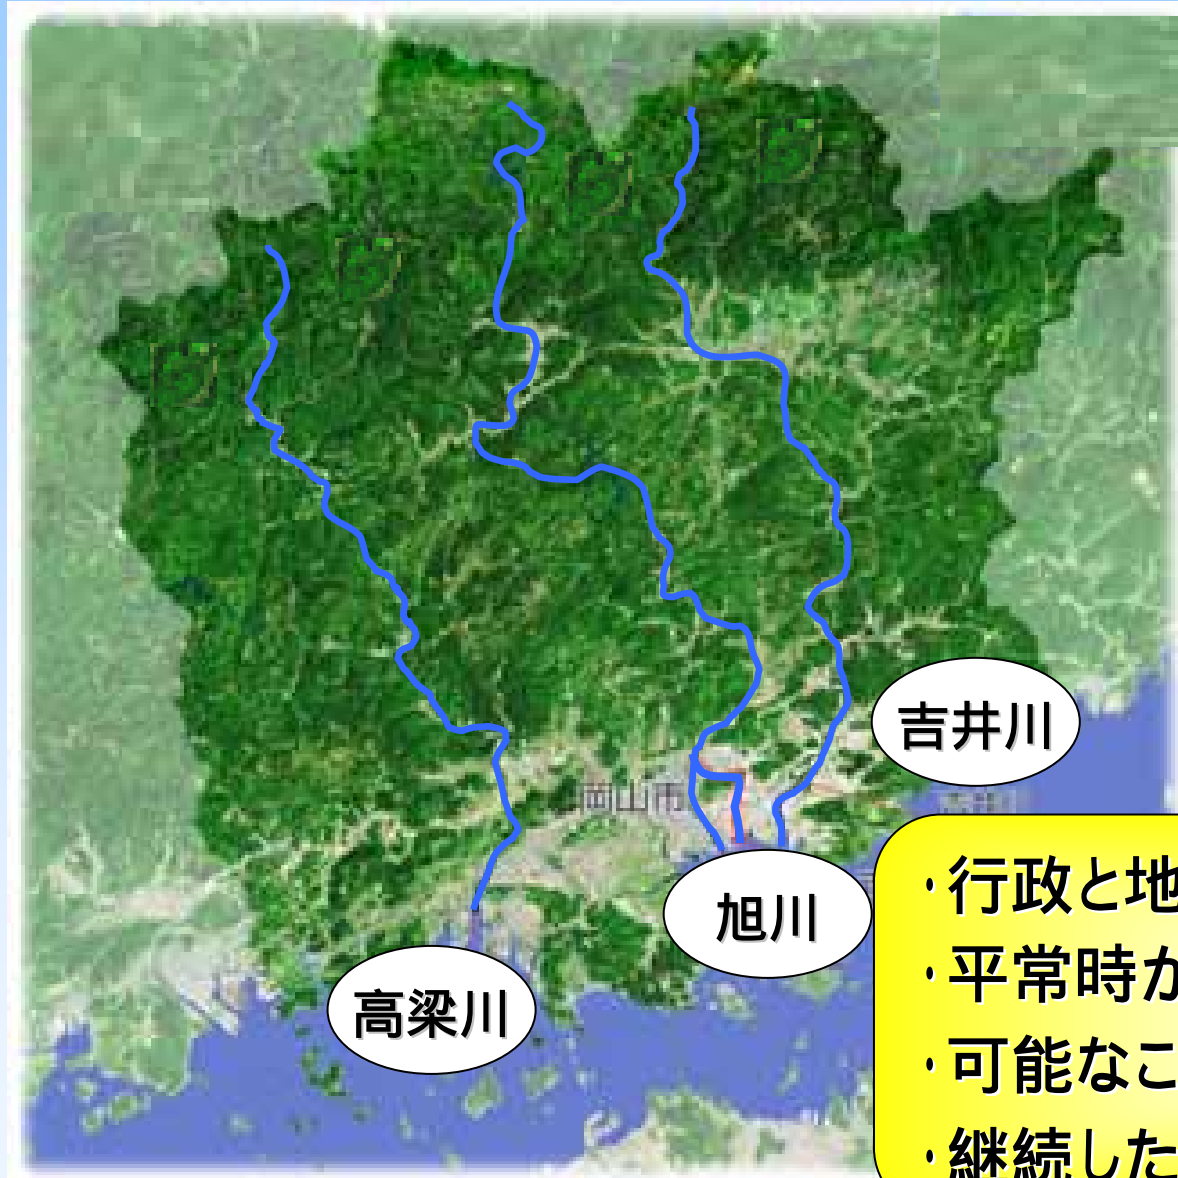 吉井川
岡山市
旭川
高梁川
・行政と地
・平常時か
・可能なこ
・継続した